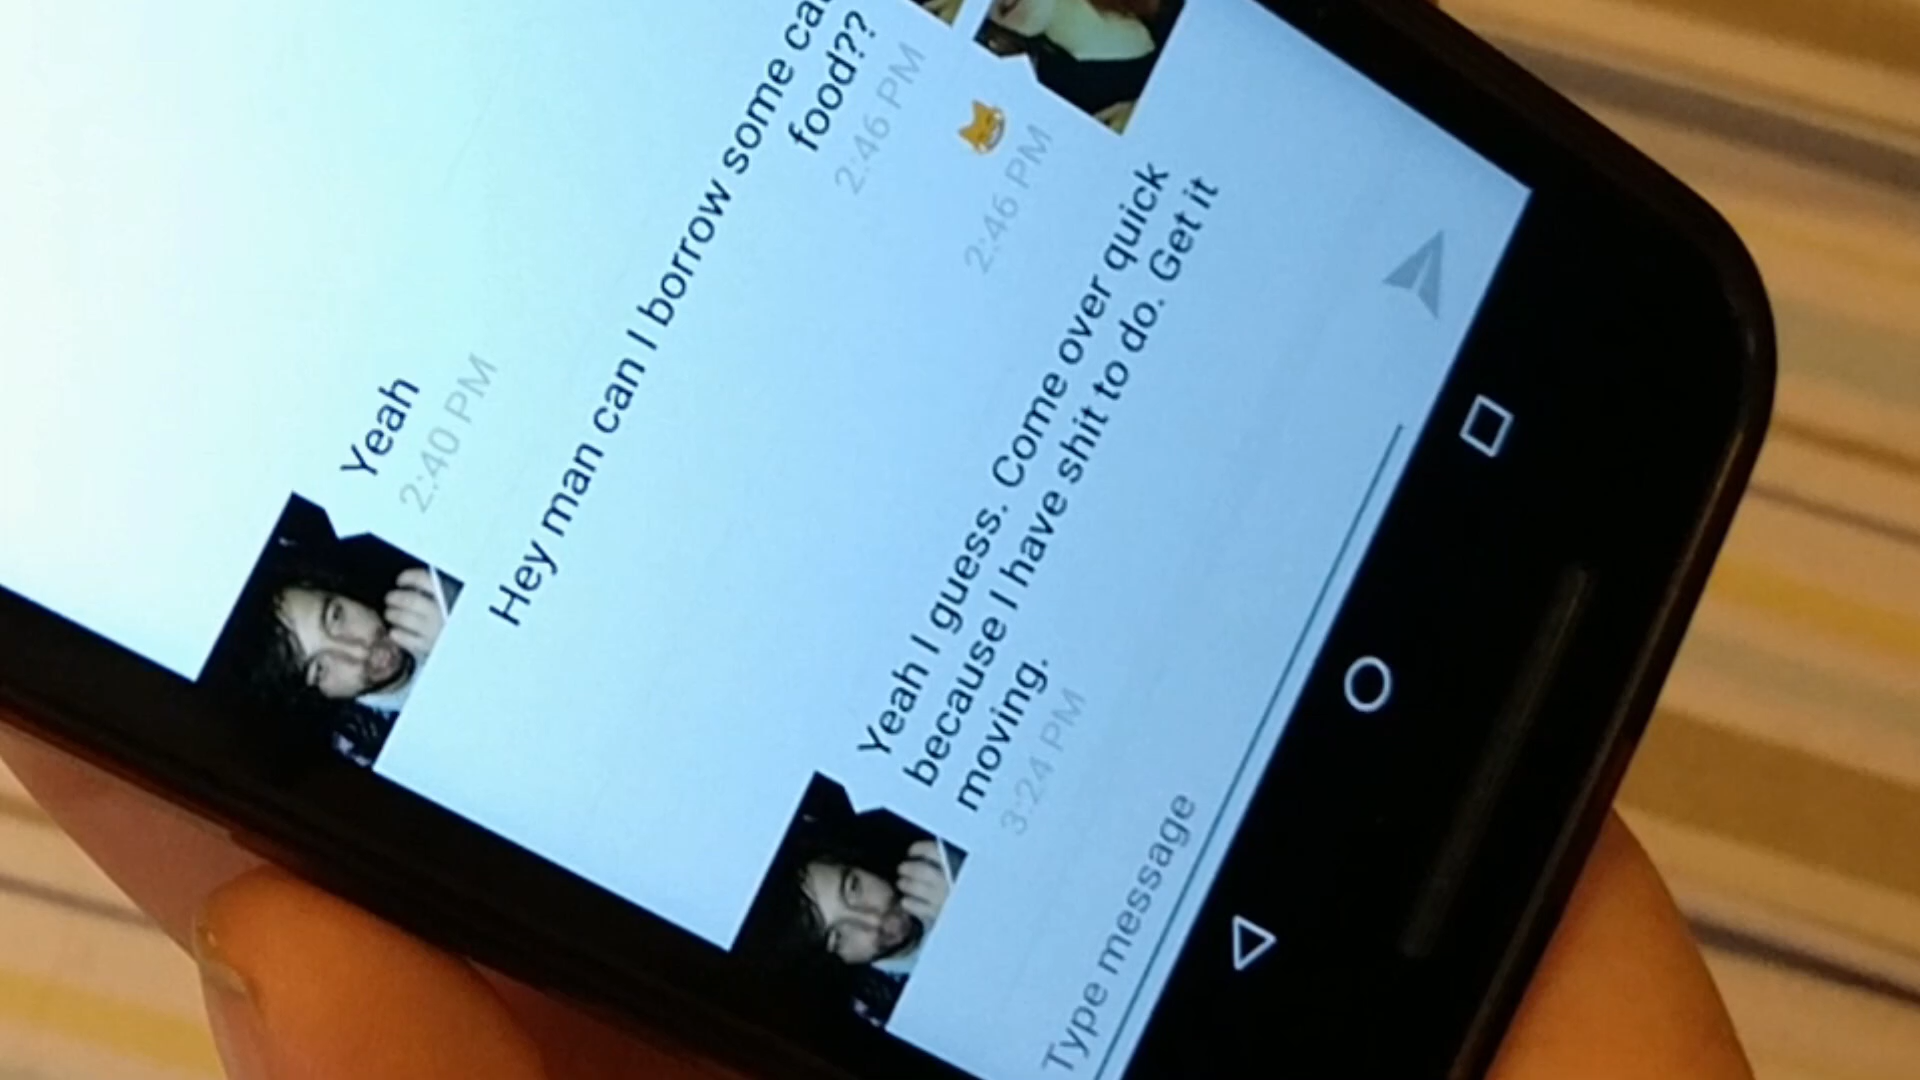 Yeah
2:40 PM
Hey man can I borrow some
food??
2:46 PM
2:46 PM
Yeah I guess. Come over quick
because I have shit to do. Get it
moving.
3:24 PM
Type message